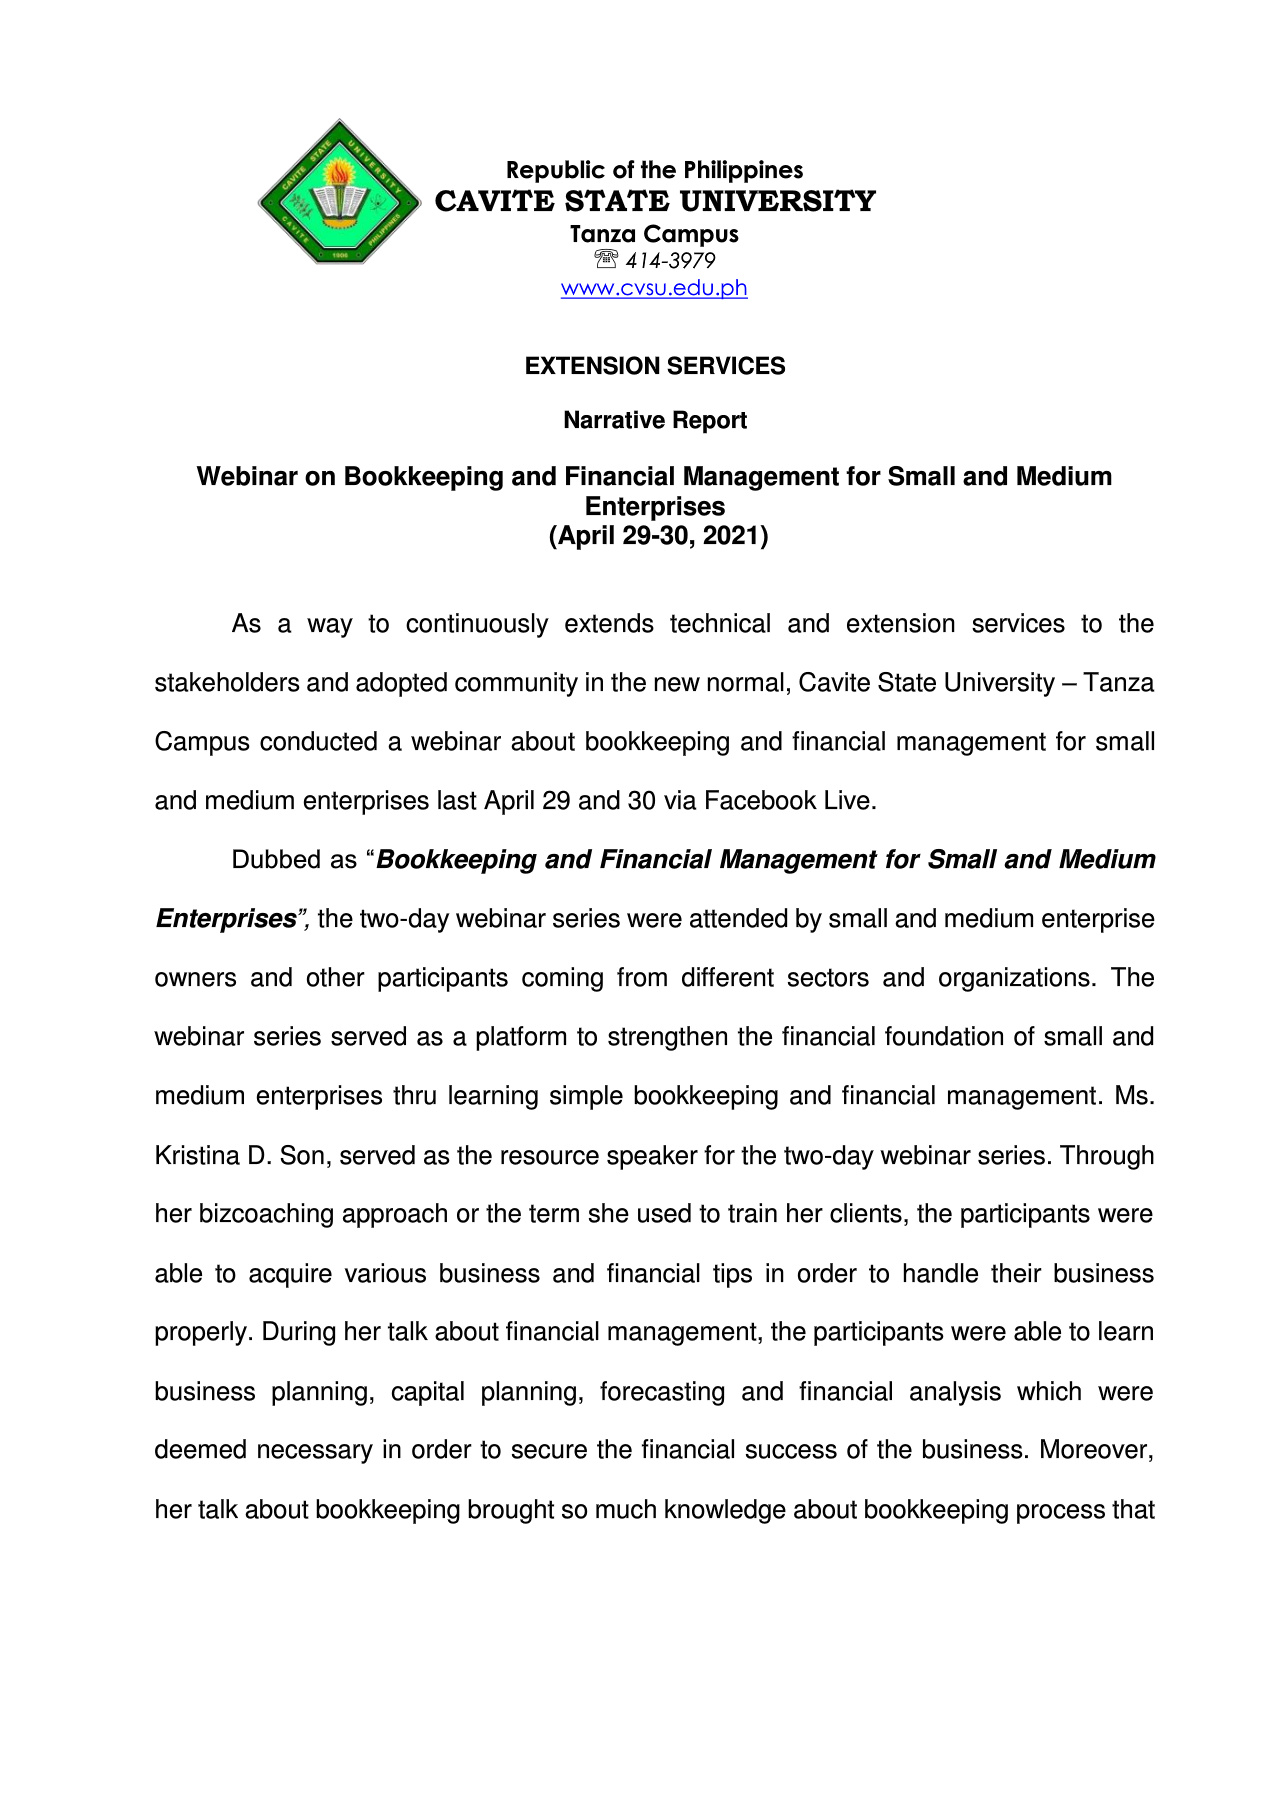 CAVITE STATE UNIVERSITY
CAVITE PHILIPPINES
1906
Republic of the Philippines
CAVITE STATE UNIVERSITY
Tanza Campus
☏ 414-3979
www.cvsu.edu.ph
EXTENSION SERVICES
Narrative Report
Webinar on Bookkeeping and Financial Management for Small and Medium
Enterprises
(April 29-30, 2021)
As a way to continuously extends technical and extension services to the
stakeholders and adopted community in the new normal, Cavite State University – Tanza
Campus conducted a webinar about bookkeeping and financial management for small
and medium enterprises last April 29 and 30 via Facebook Live.
Dubbed as “Bookkeeping and Financial Management for Small and Medium
Enterprises”, the two-day webinar series were attended by small and medium enterprise
owners and other participants coming from different sectors and organizations. The
webinar series served as a platform to strengthen the financial foundation of small and
medium enterprises thru learning simple bookkeeping and financial management. Ms.
Kristina D. Son, served as the resource speaker for the two-day webinar series. Through
her bizcoaching approach or the term she used to train her clients, the participants were
able to acquire various business and financial tips in order to handle their business
properly. During her talk about financial management, the participants were able to learn
business planning, capital planning, forecasting and financial analysis which were
deemed necessary in order to secure the financial success of the business. Moreover,
her talk about bookkeeping brought so much knowledge about bookkeeping process that